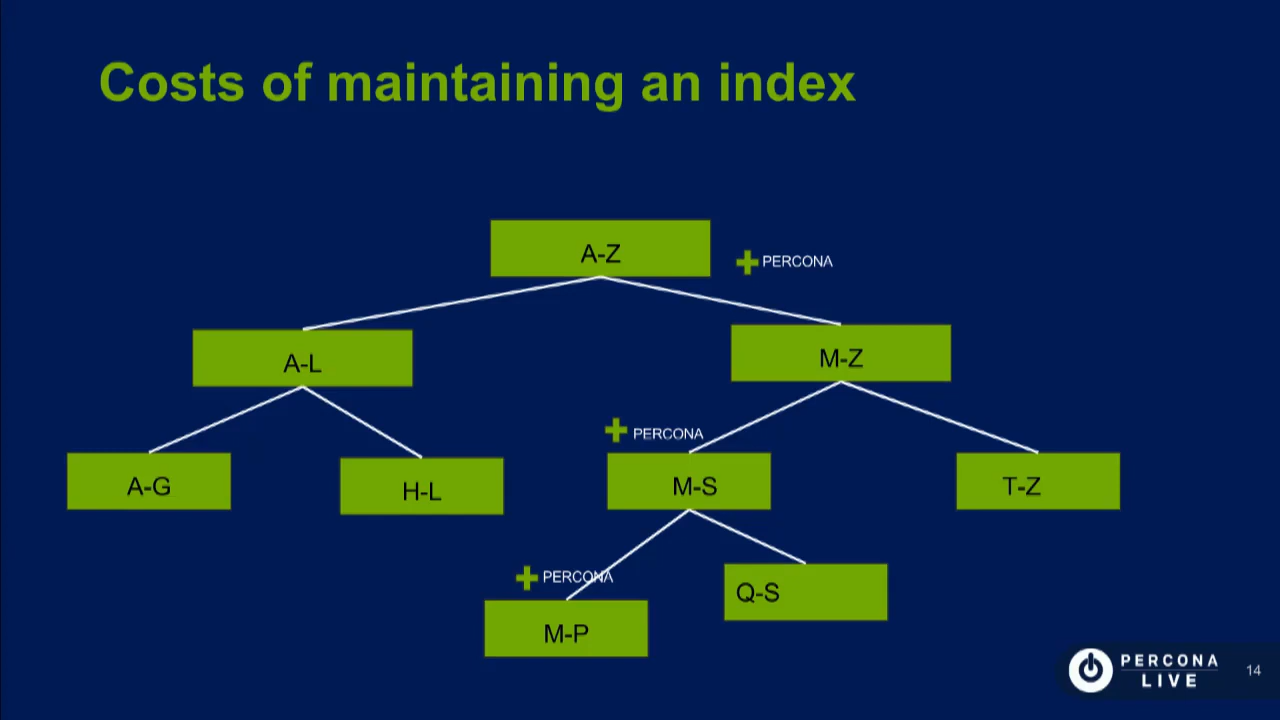 Costs of maintaining an index
A-Z
PERCONA
A-L
M-Z
PERCONA
A-G
H-L
M-S
T-Z
PERCONA
Q-S
M-P
PERCONA
LIVE
14